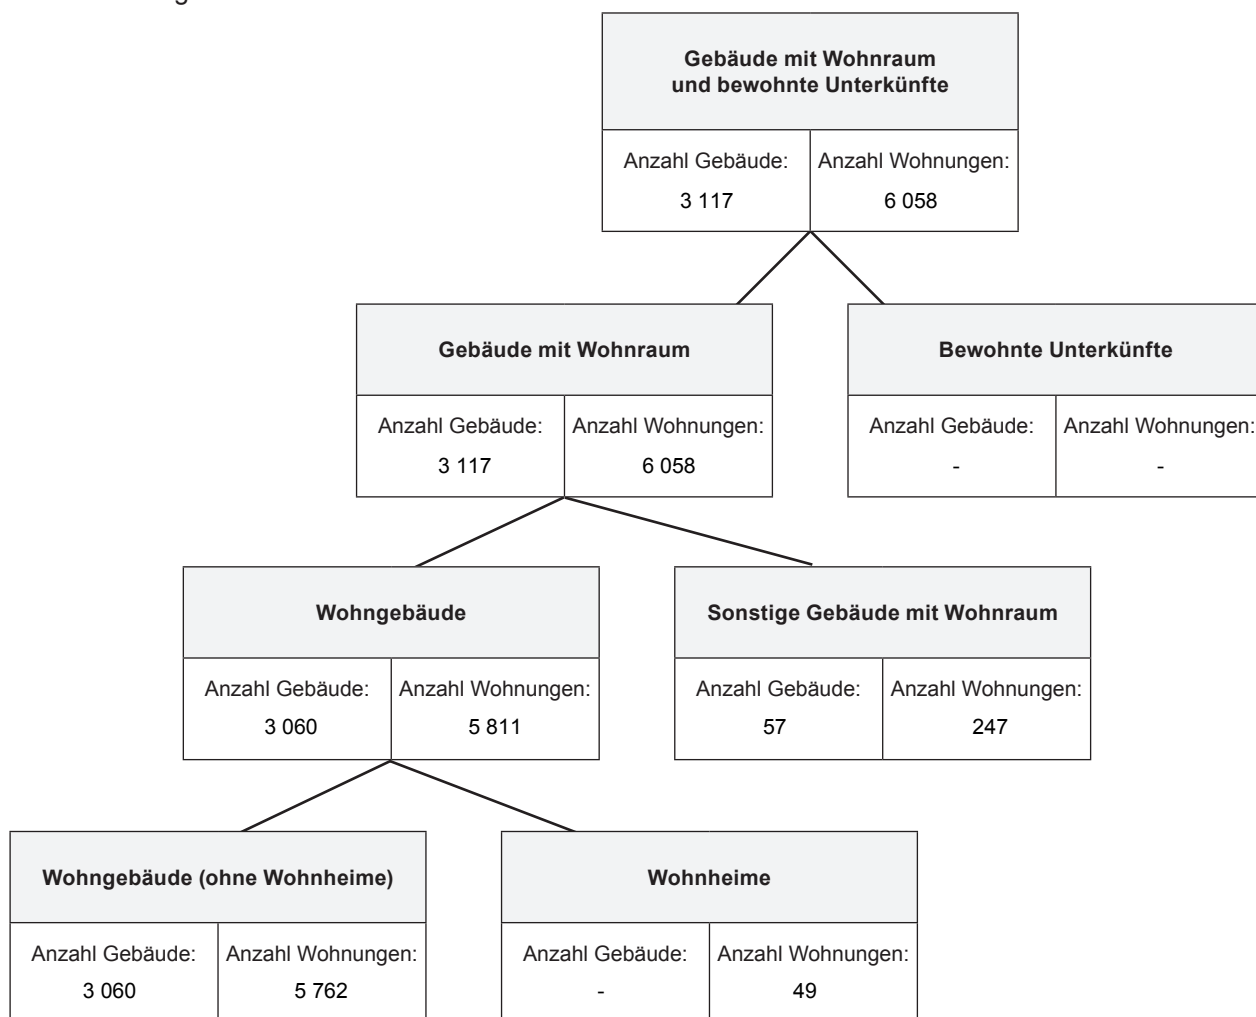 Gebäude mit Wohnraum
und bewohnte Unterkünfte
Anzahl Gebäude: Anzahl Wohnungen:
3 117 6 058
Gebäude mit Wohnraum
Anzahl Gebäude: Anzahl Wohnungen:
3 117 6 058
Bewohnte Unterkünfte
Anzahl Gebäude: Anzahl Wohnungen:
- -
Wohngebäude
Anzahl Gebäude: Anzahl Wohnungen:
3 060 5 811
Sonstige Gebäude mit Wohnraum
Anzahl Gebäude: Anzahl Wohnungen:
57 247
Wohngebäude (ohne Wohnheime)
Anzahl Gebäude: Anzahl Wohnungen:
3 060 5 762
Wohnheime
Anzahl Gebäude: Anzahl Wohnungen:
- 49